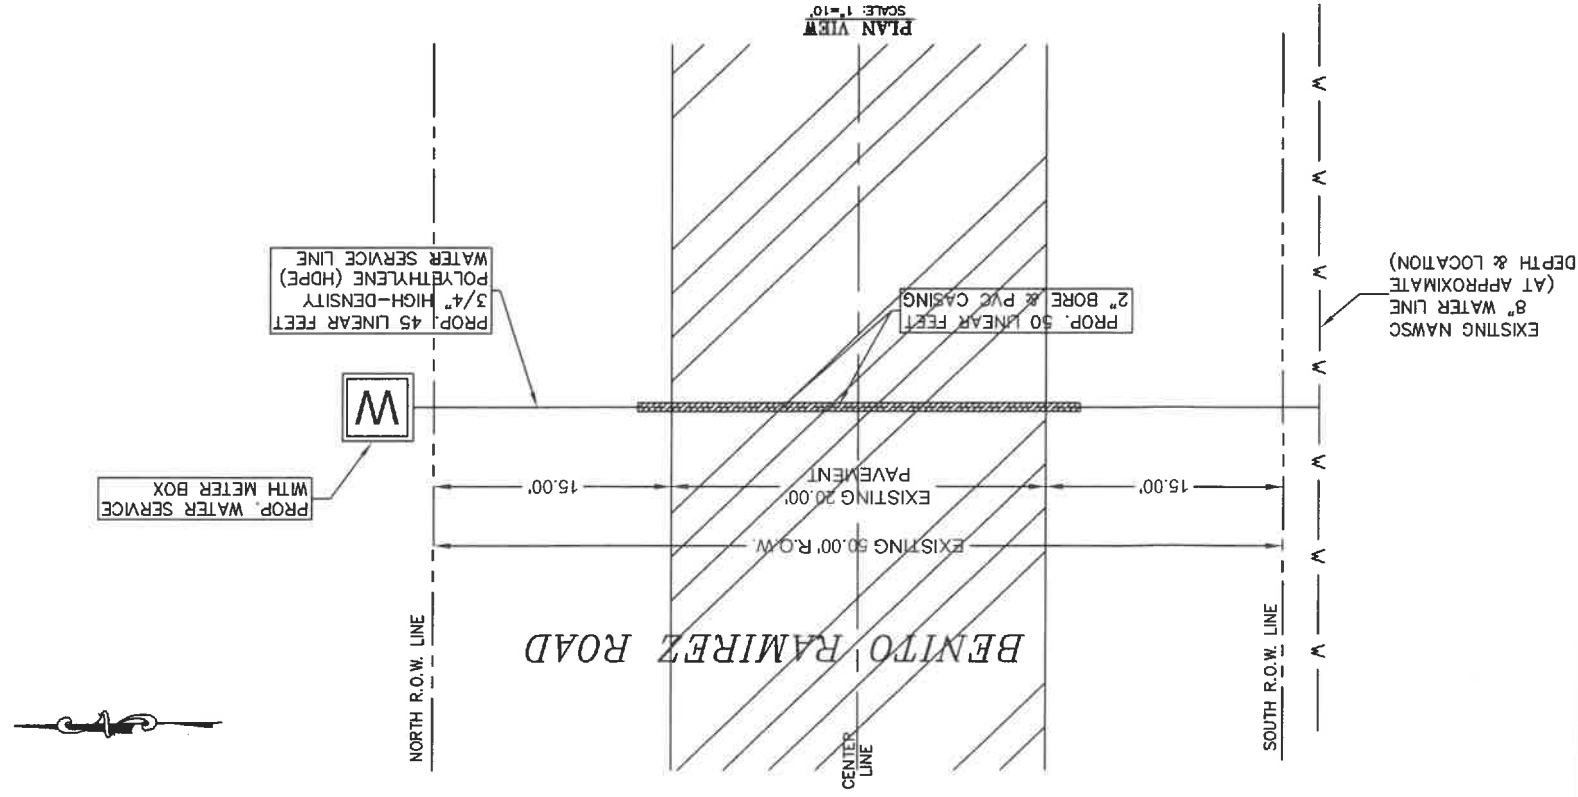 BENITO RAMIREZ ROAD
SOUTH R.O.W. LINE
CENTER
LINE
NORTH R.O.W. LINE
EXISTING 50.00' R.O.W.
15.00'
EXISTING 20.00'
PAVEMENT
15.00'
PROP. WATER SERVICE
WITH METER BOX
W
W
W
W
W
W
W
W
EXISTING NAWSC
8" WATER LINE
(AT APPROXIMATE
DEPTH & LOCATION)
PROP. 50 LINEAR FEET
2" BORE & PVC CASING
PROP. 45 LINEAR FEET
3/4" HIGH-DENSITY
POLYETHYLENE (HDPE)
WATER SERVICE LINE
PLAN VIEW
SCALE: 1"=10'